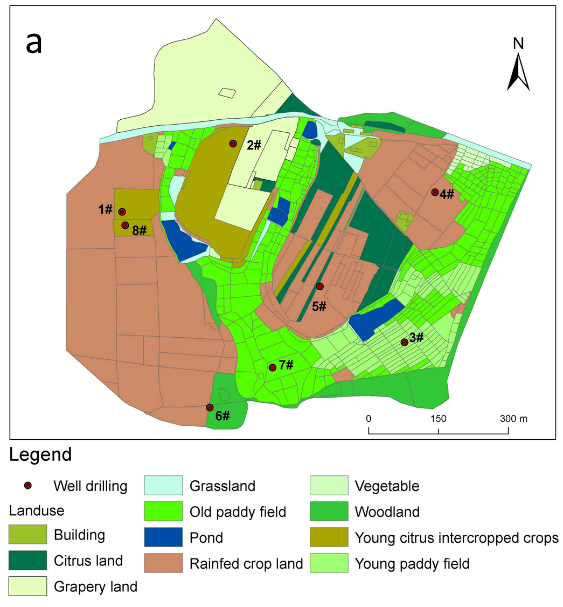 a
N
2#
4#
1#
8#
5#
3#
7#
6#
0 150 300 m
Legend
Well drilling
Landuse
Building
Citrus land
Grapery land
Grassland
Old paddy field
Pond
Rainfed crop land
Vegetable
Woodland
Young citrus intercropped crops
Young paddy field